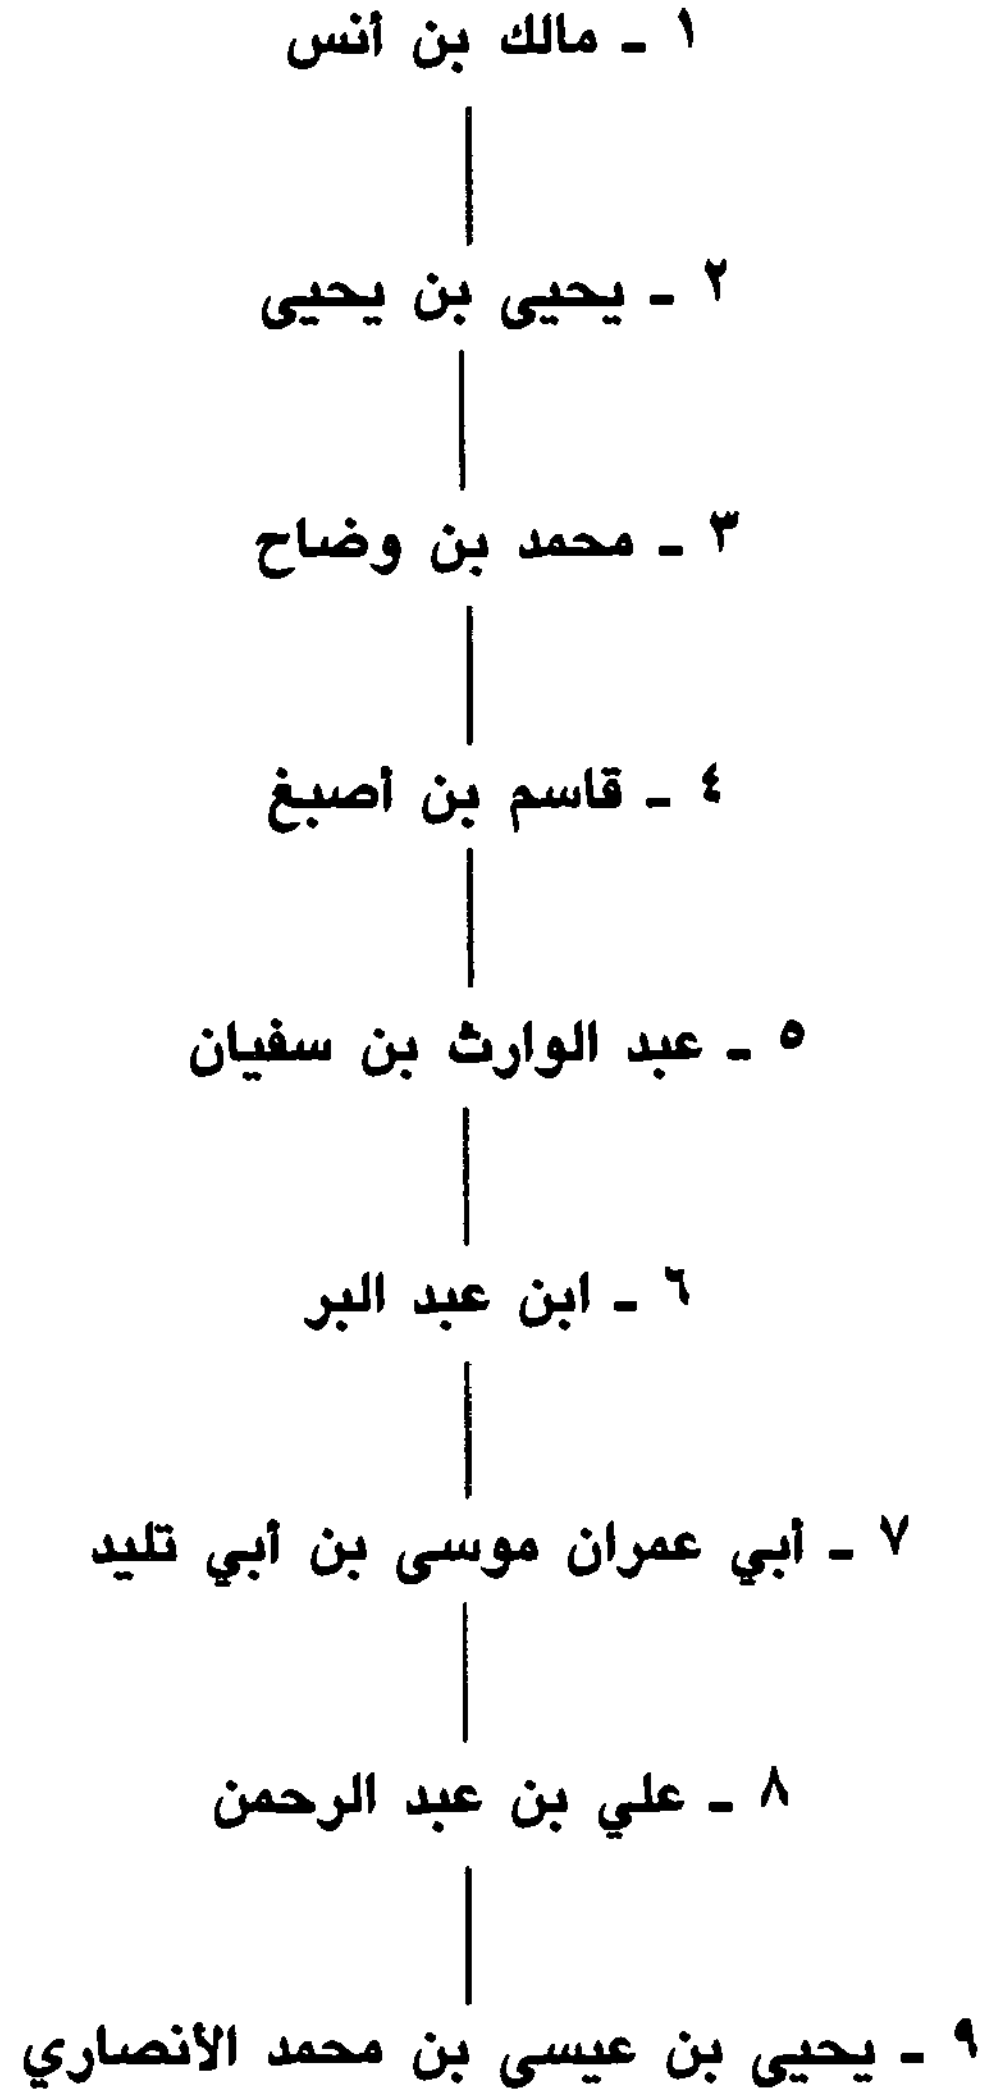 ١ - مالك بن أنس
٢ - يحيى بن يحيى
٣ - محمد بن وضاح
٤ - قاسم بن أصبغ
٥ - عبد الوارث بن سفيان
٦ - ابن عبد البر
٧ - أبي عمران موسى بن أبي تليد
٨ - علي بن عبد الرحمن
٩ - يحيى بن عيسى بن محمد الأنصاري